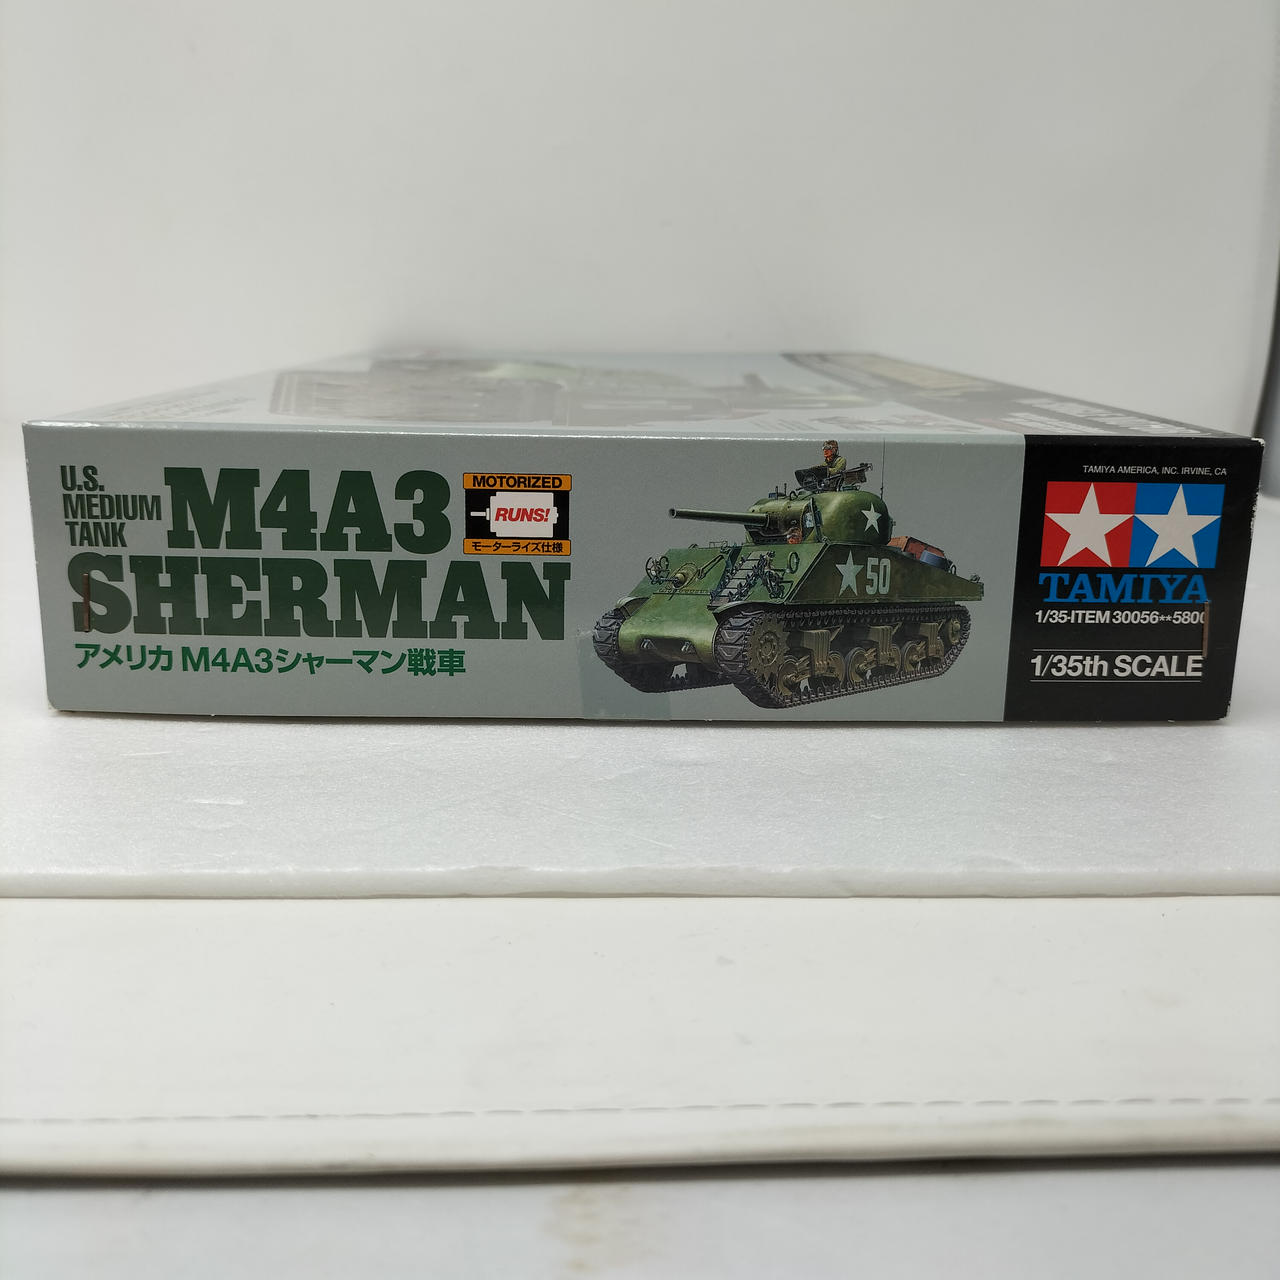 U.S.
MEDIUM
TANK
M4A3
SHERMAN
アメリカ M4A3シャーマン戦車
MOTORIZED
RUNS!
モーターライズ仕様
50
TAMIYA AMERICA, INC. IRVINE, CA
TAMIYA
1/35•ITEM 30056**5800
1/35th SCALE